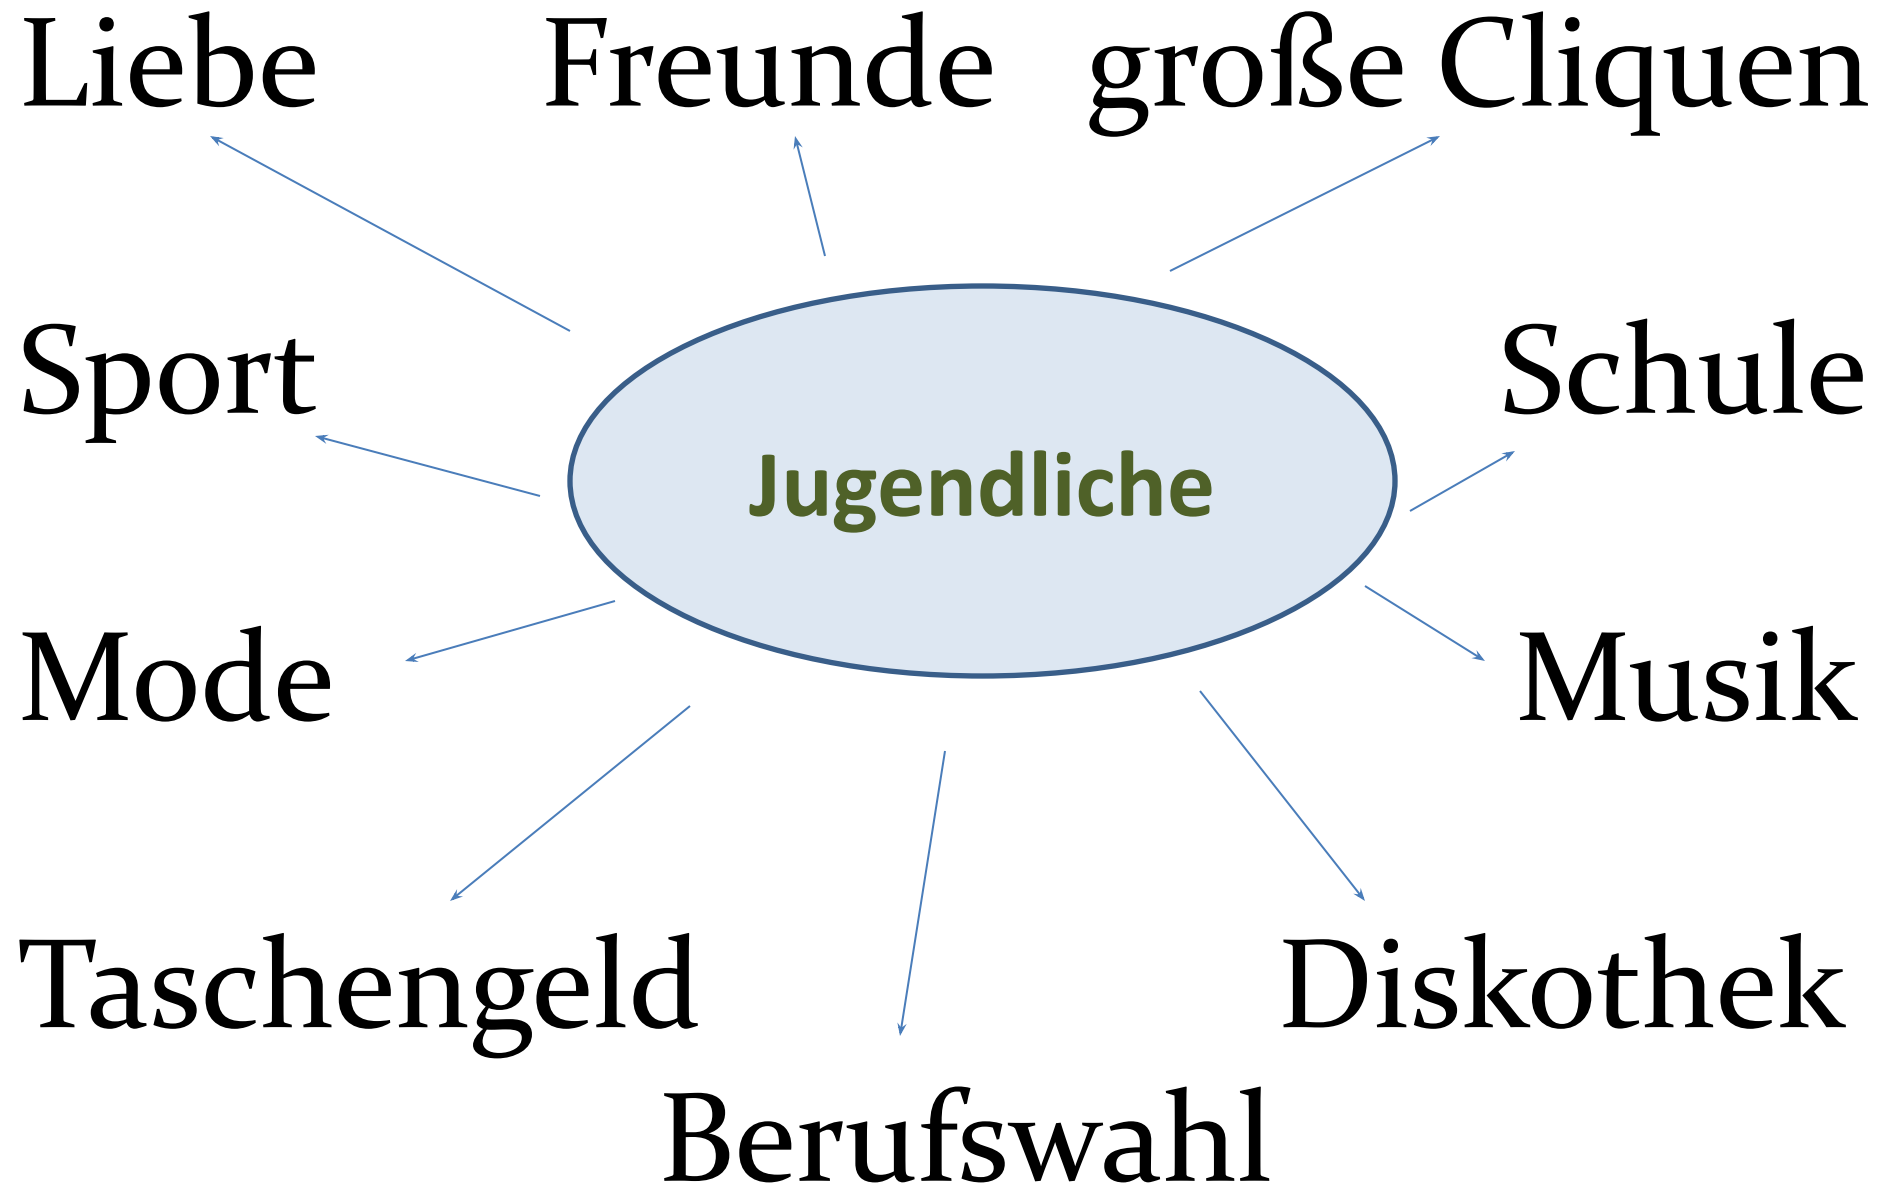 Liebe Freunde große Cliquen
Sport Schule
Jugendliche
Mode Musik
Taschengeld Diskothek
Berufswahl